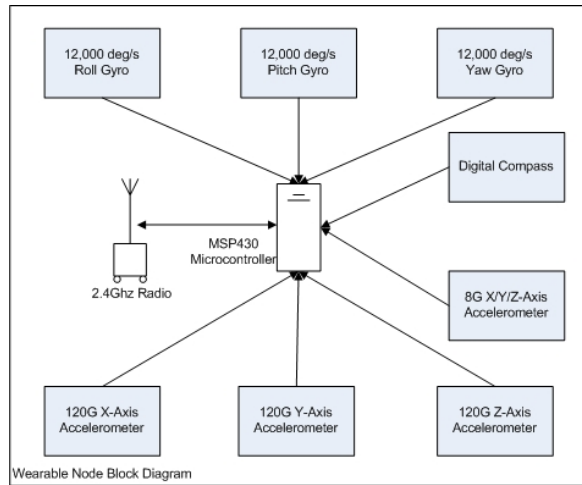 12,000 deg/s
Roll Gyro
12,000 deg/s
Pitch Gyro
12,000 deg/s
Yaw Gyro
Digital Compass
MSP430
Microcontroller
2.4Ghz Radio
8G X/Y/Z-Axis
Accelerometer
120G X-Axis
Accelerometer
120G Y-Axis
Accelerometer
120G Z-Axis
Accelerometer
Wearable Node Block Diagram